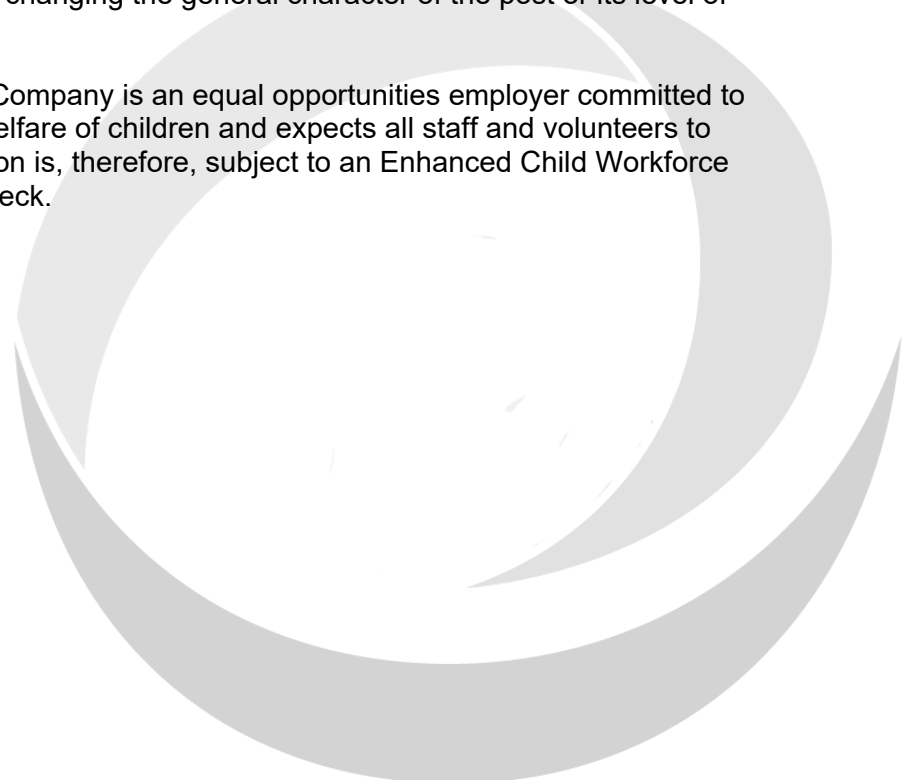 changing the general character of the post or its level of
Company is an equal opportunities employer committed to
elfare of children and expects all staff and volunteers to
on is, therefore, subject to an Enhanced Child Workforce
eck.